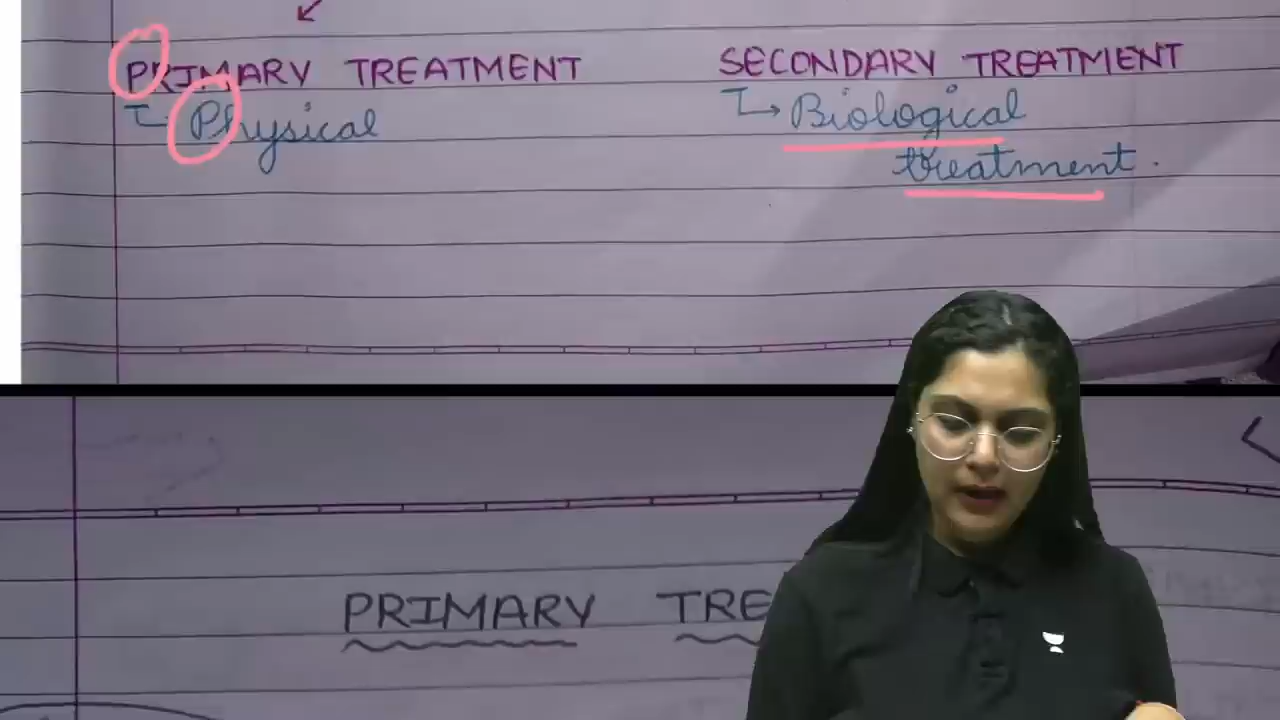 PRIMARY TREATMENT
Physical
SECONDARY TREATMENT
Biological
treatment.
PRIMARY TRE